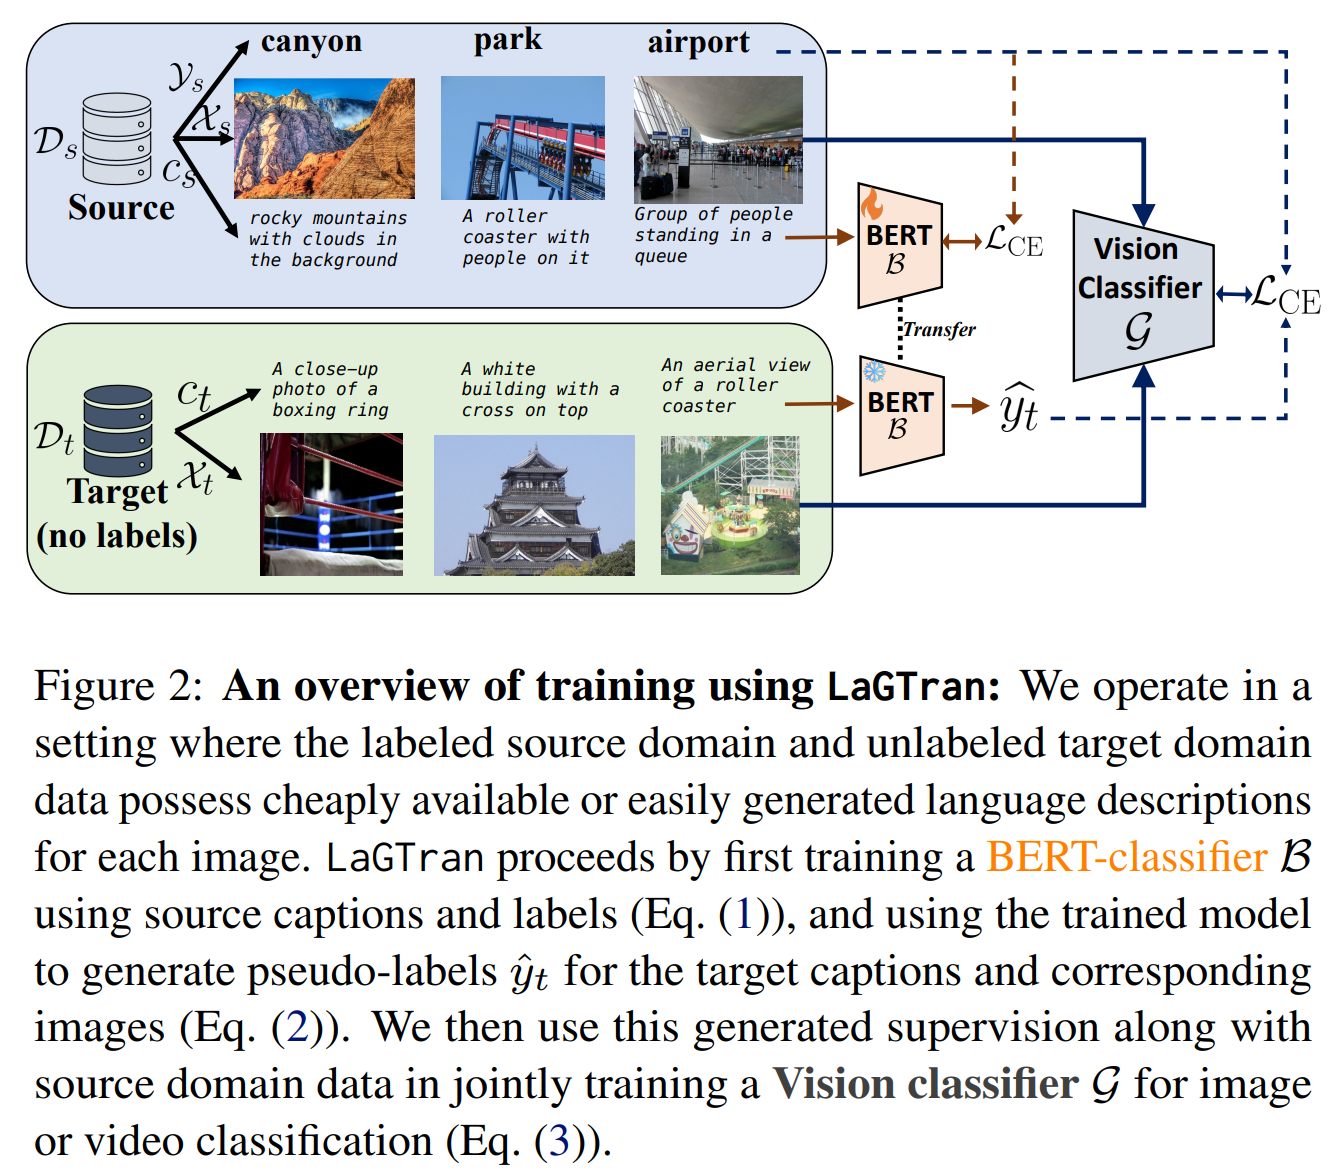 canyon
park
airport
𝒴s
𝒳s
cs
𝒟s
Source
rocky mountains
with clouds in
the background
A roller
coaster with
people on it
Group of people
standing in a
queue
BERT
ℬ
ℒCE
Vision
Classifier
𝒢
ℒCE
Transfer
𝒟t
Target
(no labels)
ct
𝒳t
A close-up
photo of a
boxing ring
A white
building with a
cross on top
An aerial view
of a roller
coaster
BERT
ℬ
ŷt
Figure 2: An overview of training using LaGTran: We operate in a
setting where the labeled source domain and unlabeled target domain
data possess cheaply available or easily generated language descriptions
for each image. LaGTran proceeds by first training a BERT-classifier ℬ
using source captions and labels (Eq. (1)), and using the trained model
to generate pseudo-labels ŷt for the target captions and corresponding
images (Eq. (2)). We then use this generated supervision along with
source domain data in jointly training a Vision classifier 𝒢 for image
or video classification (Eq. (3)).